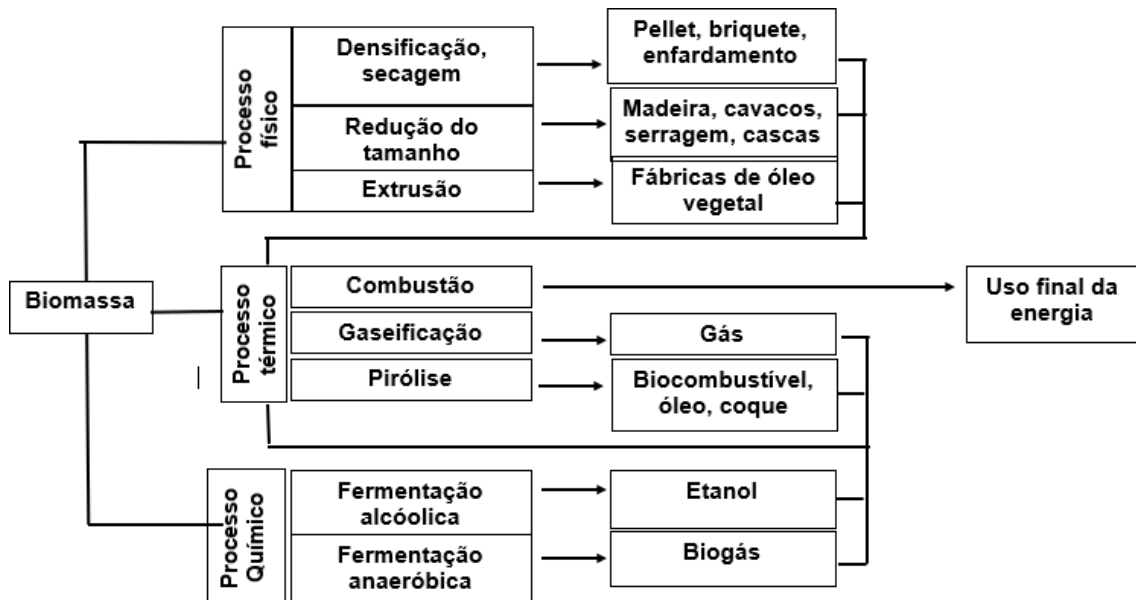 Biomassa
Processo
físico
Densificação,
secagem
Pellet, briquete,
enfardamento
Redução do
tamanho
Madeira, cavacos,
serragem, cascas
Extrusão
Fábricas de óleo
vegetal
Processo
térmico
Combustão
Uso final da
energia
Gaseificação
Gás
Pirólise
Biocombustível,
óleo, coque
Processo
Químico
Fermentação
alcóolica
Etanol
Fermentação
anaeróbica
Biogás